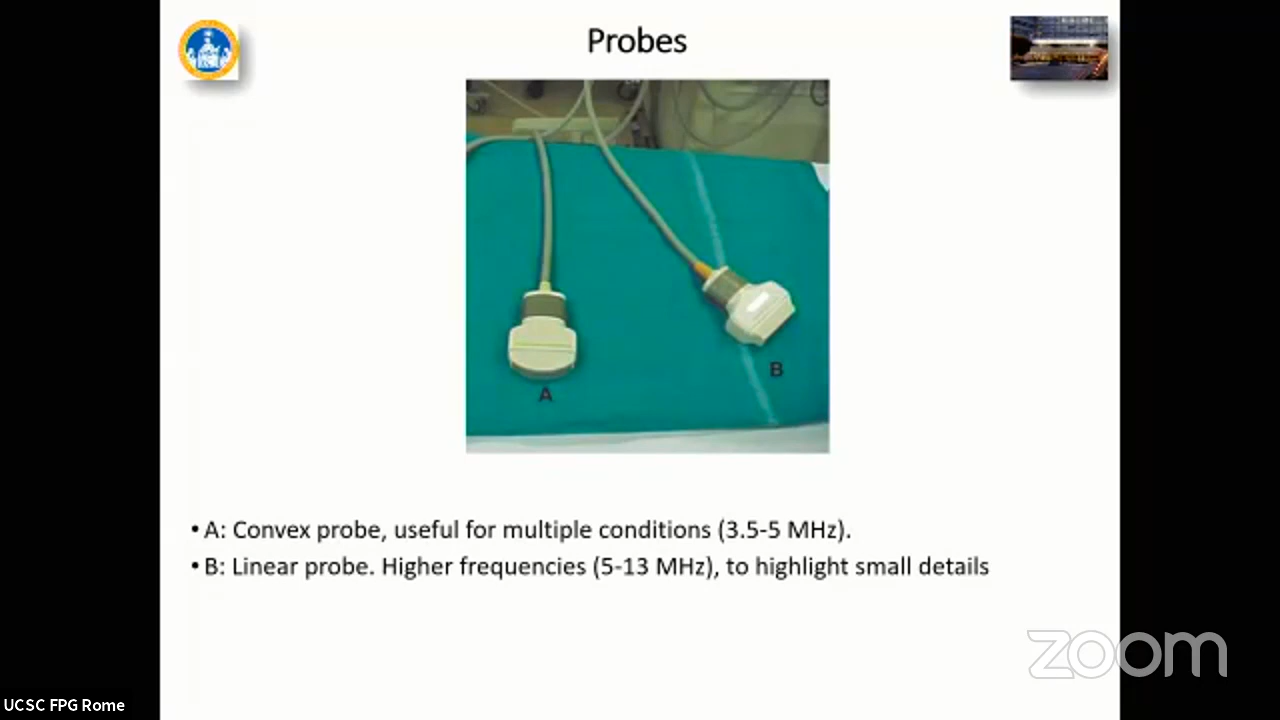 Probes
A
B
• A: Convex probe, useful for multiple conditions (3.5-5 MHz).
• B: Linear probe. Higher frequencies (5-13 MHz), to highlight small details
zoom
UCSC FPG Rome